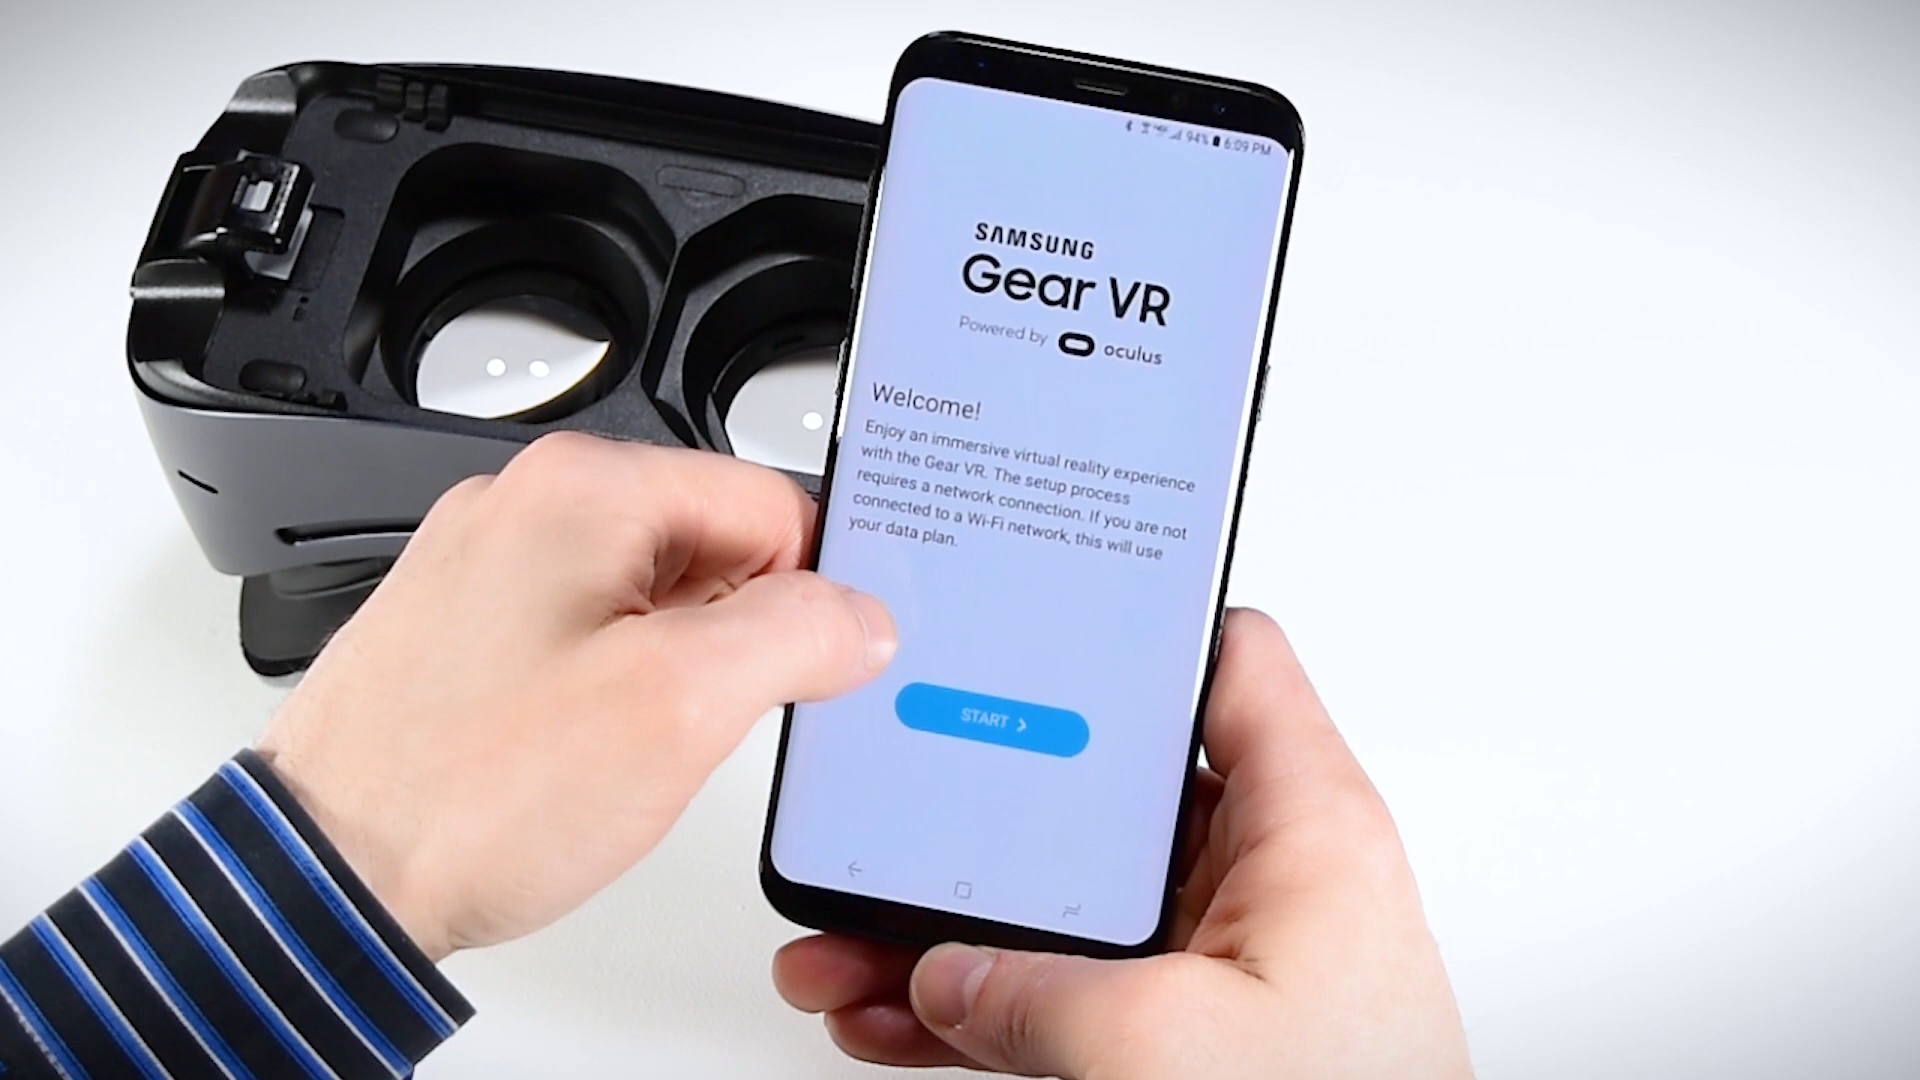 94% 6:09 PM
SAMSUNG
Gear VR
Powered by oculus
Welcome!
Enjoy an immersive virtual reality experience
with the Gear VR. The setup process
requires a network connection. If you are not
connected to a Wi-Fi network, this will use
your data plan.
START